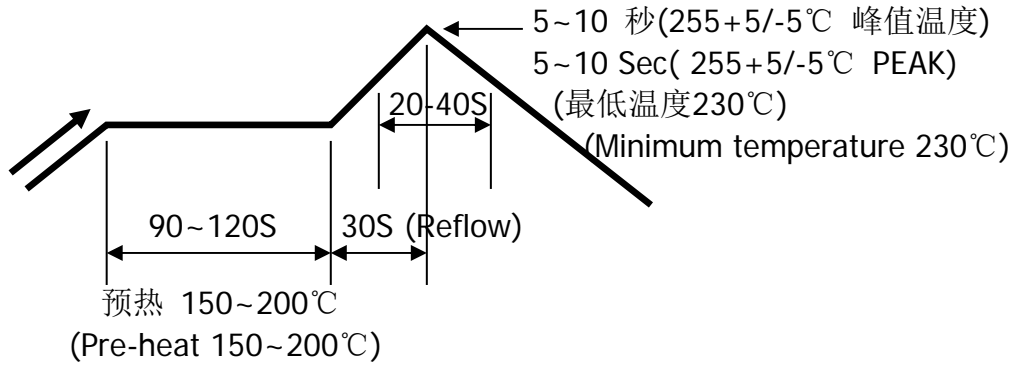 5~10 秒(255+5/-5℃ 峰值温度)
5~10 Sec( 255+5/-5℃ PEAK)
(最低温度230℃)
(Minimum temperature 230℃)
20-40S
90~120S
30S (Reflow)
预热 150~200℃
(Pre-heat 150~200℃)